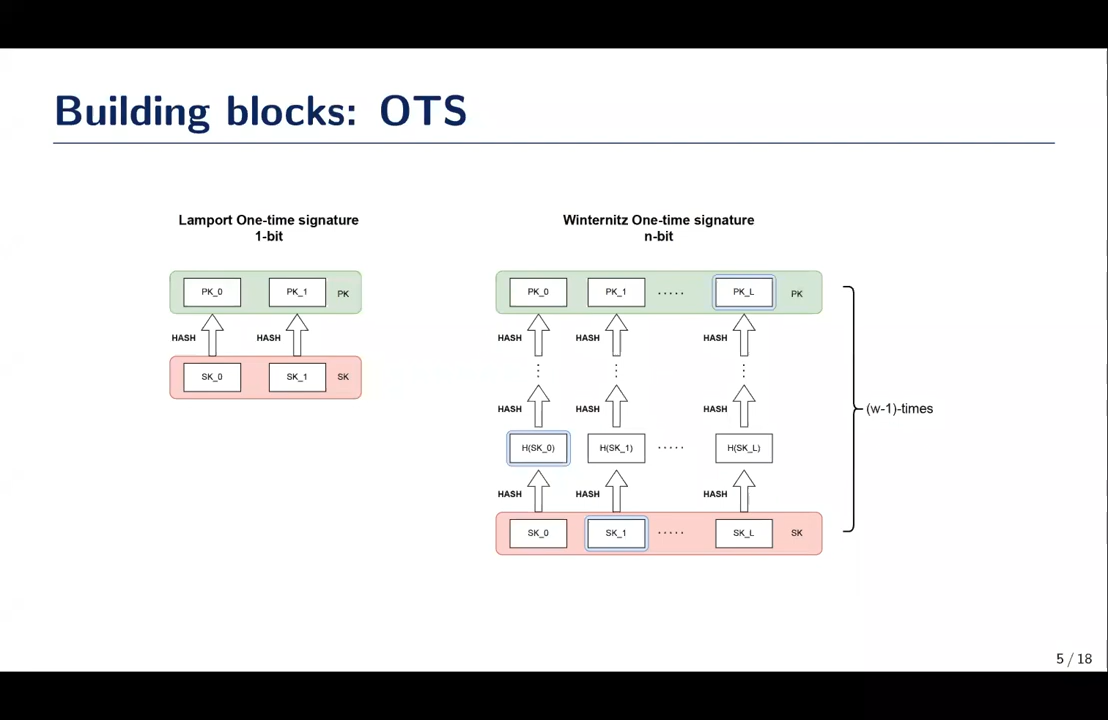 Building blocks: OTS
Lamport One-time signature
1-bit
PK_0 PK_1 PK
HASH HASH
SK_0 SK_1 SK
Winternitz One-time signature
n-bit
PK_0 PK_1 ..... PK_L PK
HASH HASH HASH
HASH HASH HASH
H(SK_0) H(SK_1) ..... H(SK_L)
HASH HASH HASH
SK_0 SK_1 ..... SK_L SK
(w-1)-times
5 / 18